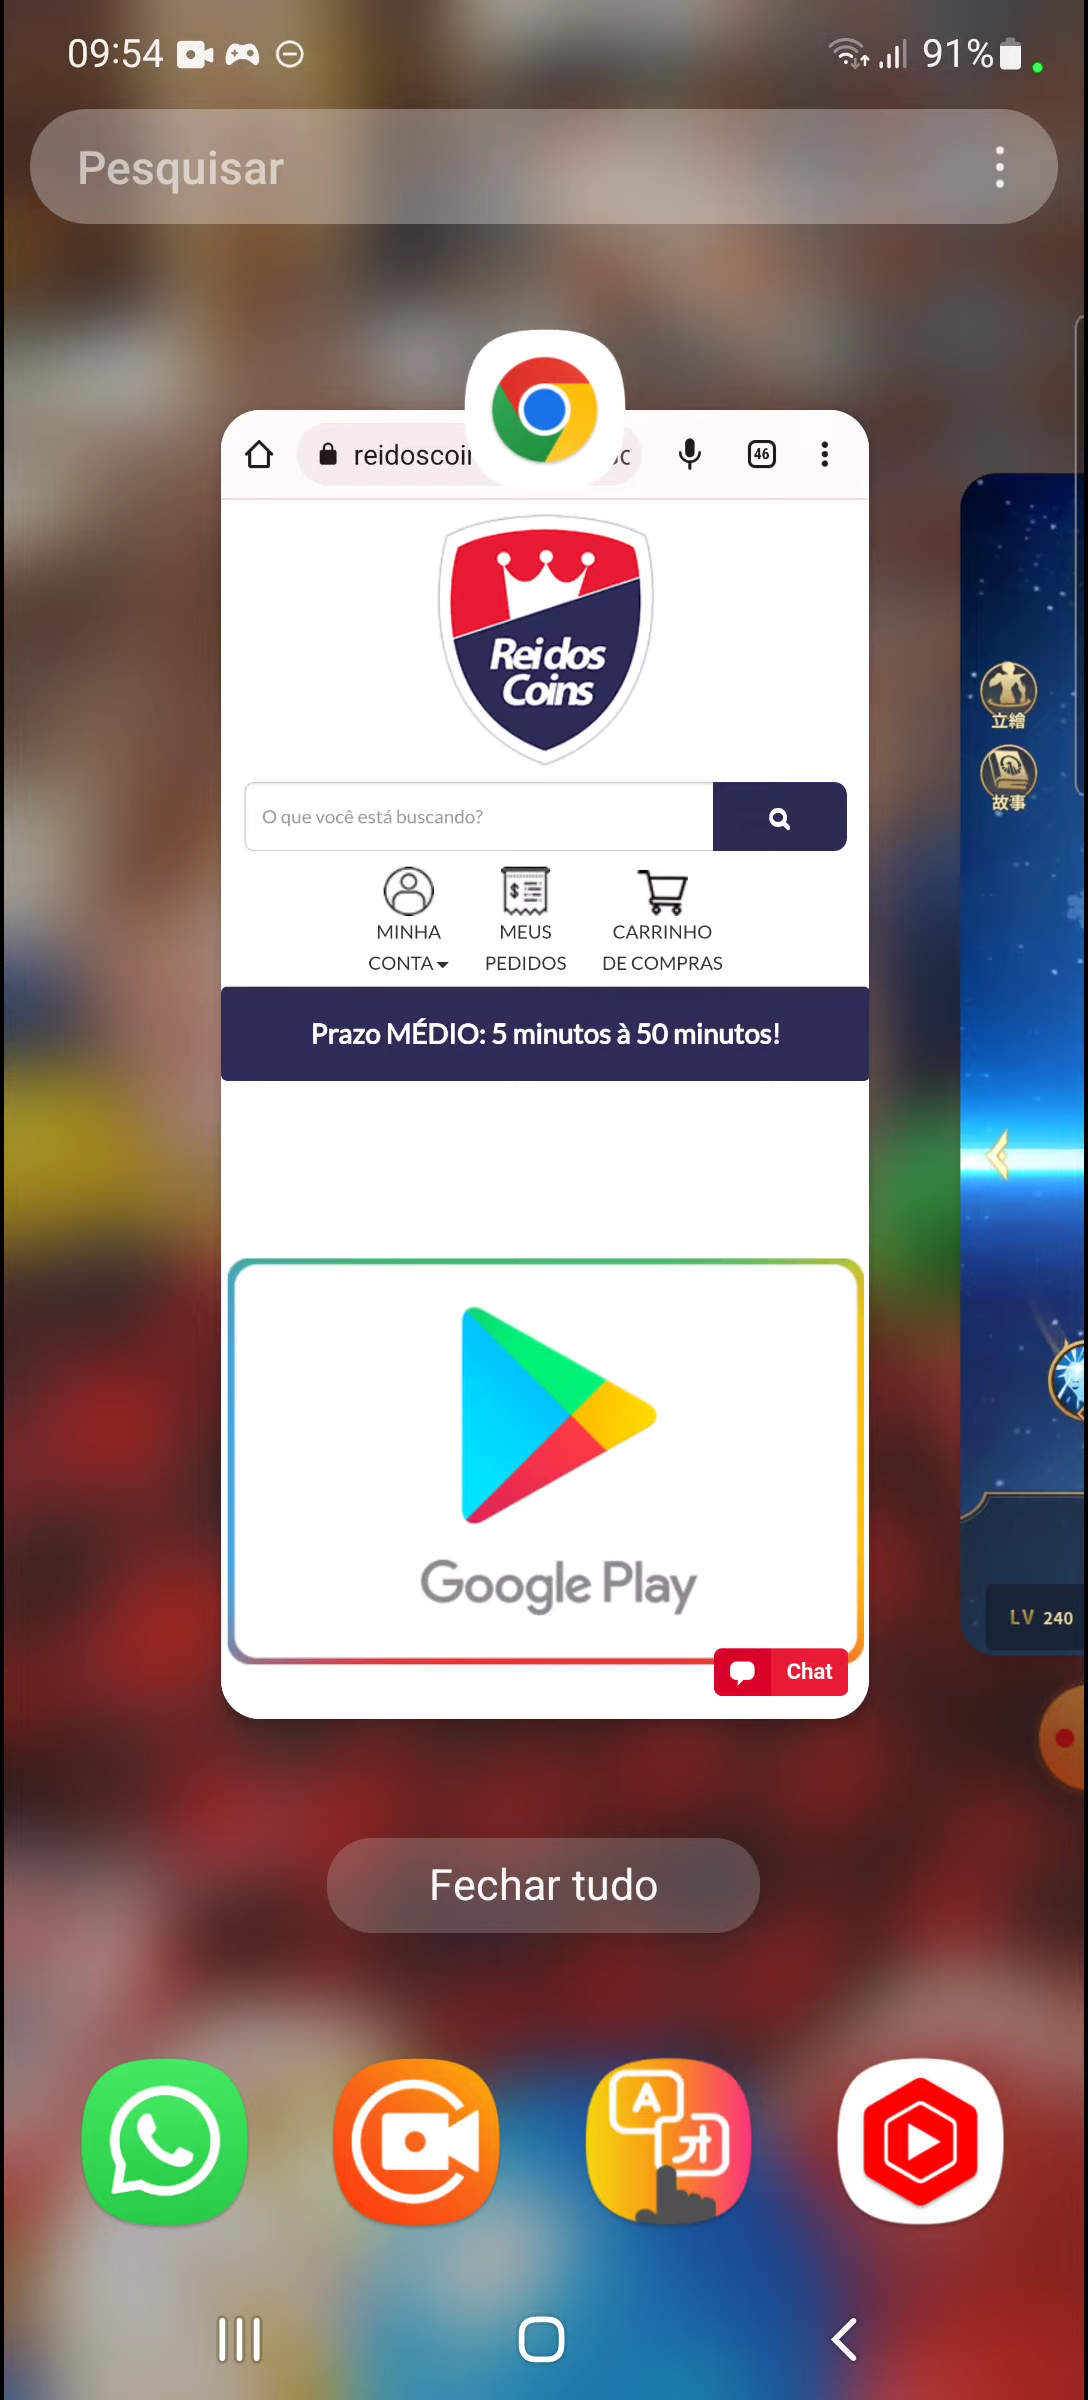 09:54
91%
Pesquisar
reidoscoi
46
Rei dos
Coins
O que você está buscando?
MINHA
CONTA
MEUS
PEDIDOS
CARRINHO
DE COMPRAS
Prazo MÉDIO: 5 minutos à 50 minutos!
Google Play
Chat
立繪
故事
LV 240
Fechar tudo
A